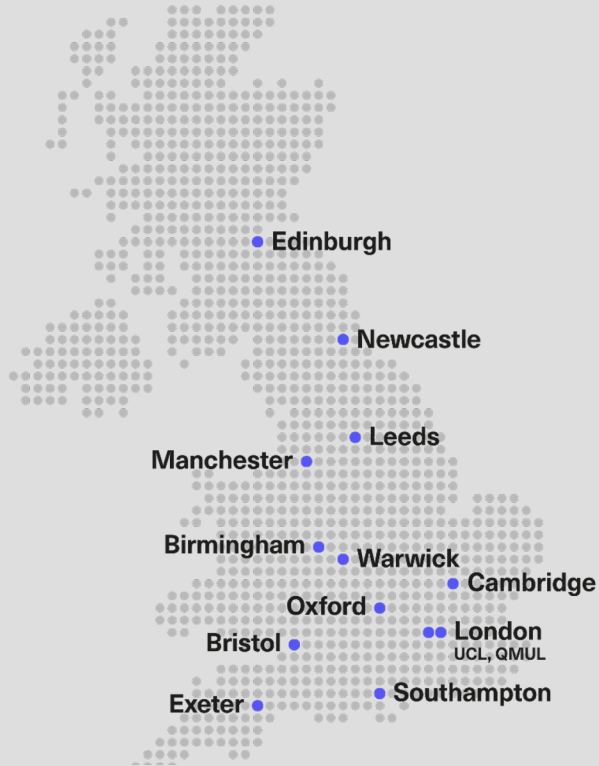 Edinburgh
Newcastle
Leeds
Manchester
Birmingham
Warwick
Cambridge
Oxford
London
UCL, QMUL
Bristol
Southampton
Exeter